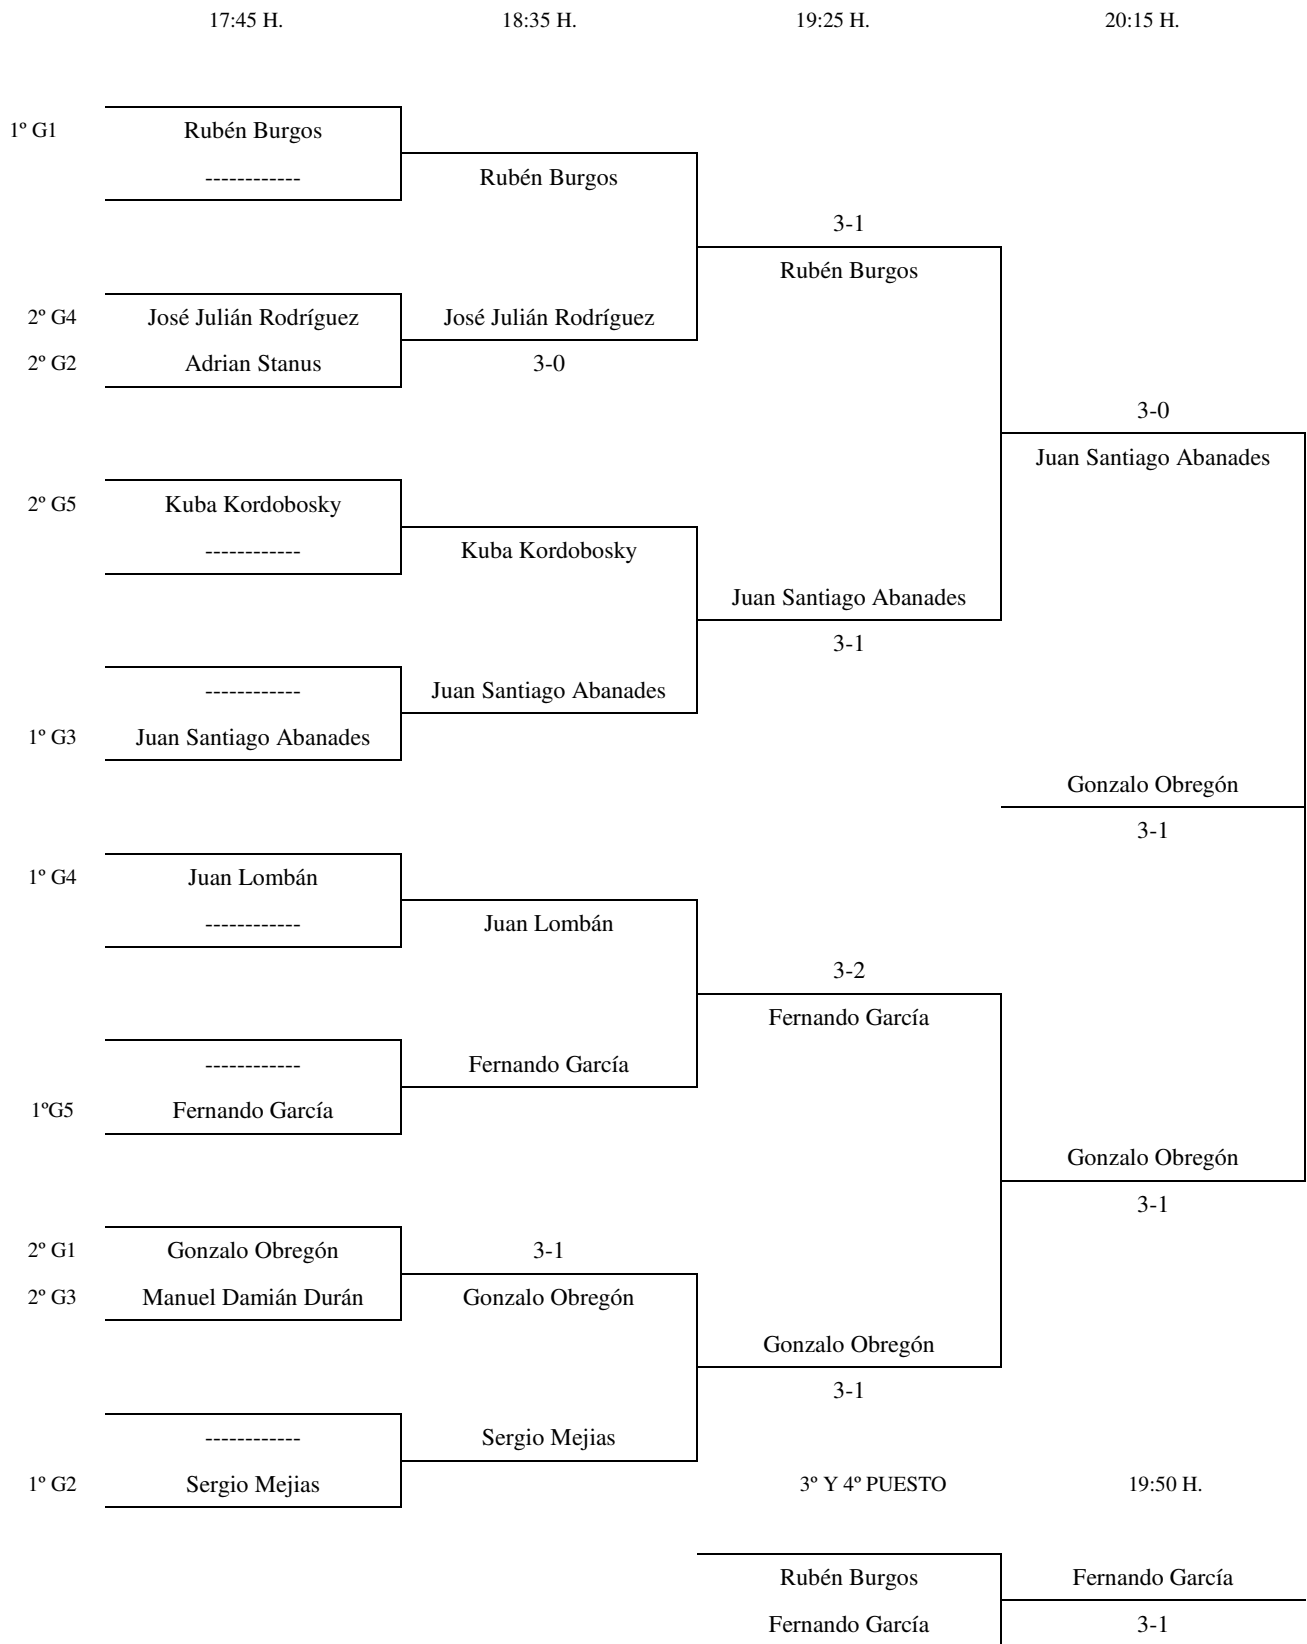 17:45 H. 18:35 H. 19:25 H. 20:15 H.
1º G1 Rubén Burgos
------------ Rubén Burgos
3-1
Rubén Burgos
2º G4 José Julián Rodríguez José Julián Rodríguez
2º G2 Adrian Stanus 3-0
3-0
Juan Santiago Abanades
2º G5 Kuba Kordobosky
------------ Kuba Kordobosky
Juan Santiago Abanades
3-1
------------ Juan Santiago Abanades
1º G3 Juan Santiago Abanades
Gonzalo Obregón
3-1
1º G4 Juan Lombán
------------ Juan Lombán
3-2
Fernando García
------------ Fernando García
1ºG5 Fernando García
Gonzalo Obregón
3-1
2º G1 Gonzalo Obregón 3-1
2º G3 Manuel Damián Durán Gonzalo Obregón
Gonzalo Obregón
3-1
------------ Sergio Mejias
1º G2 Sergio Mejias 3º Y 4º PUESTO 19:50 H.
Rubén Burgos Fernando García
Fernando García 3-1